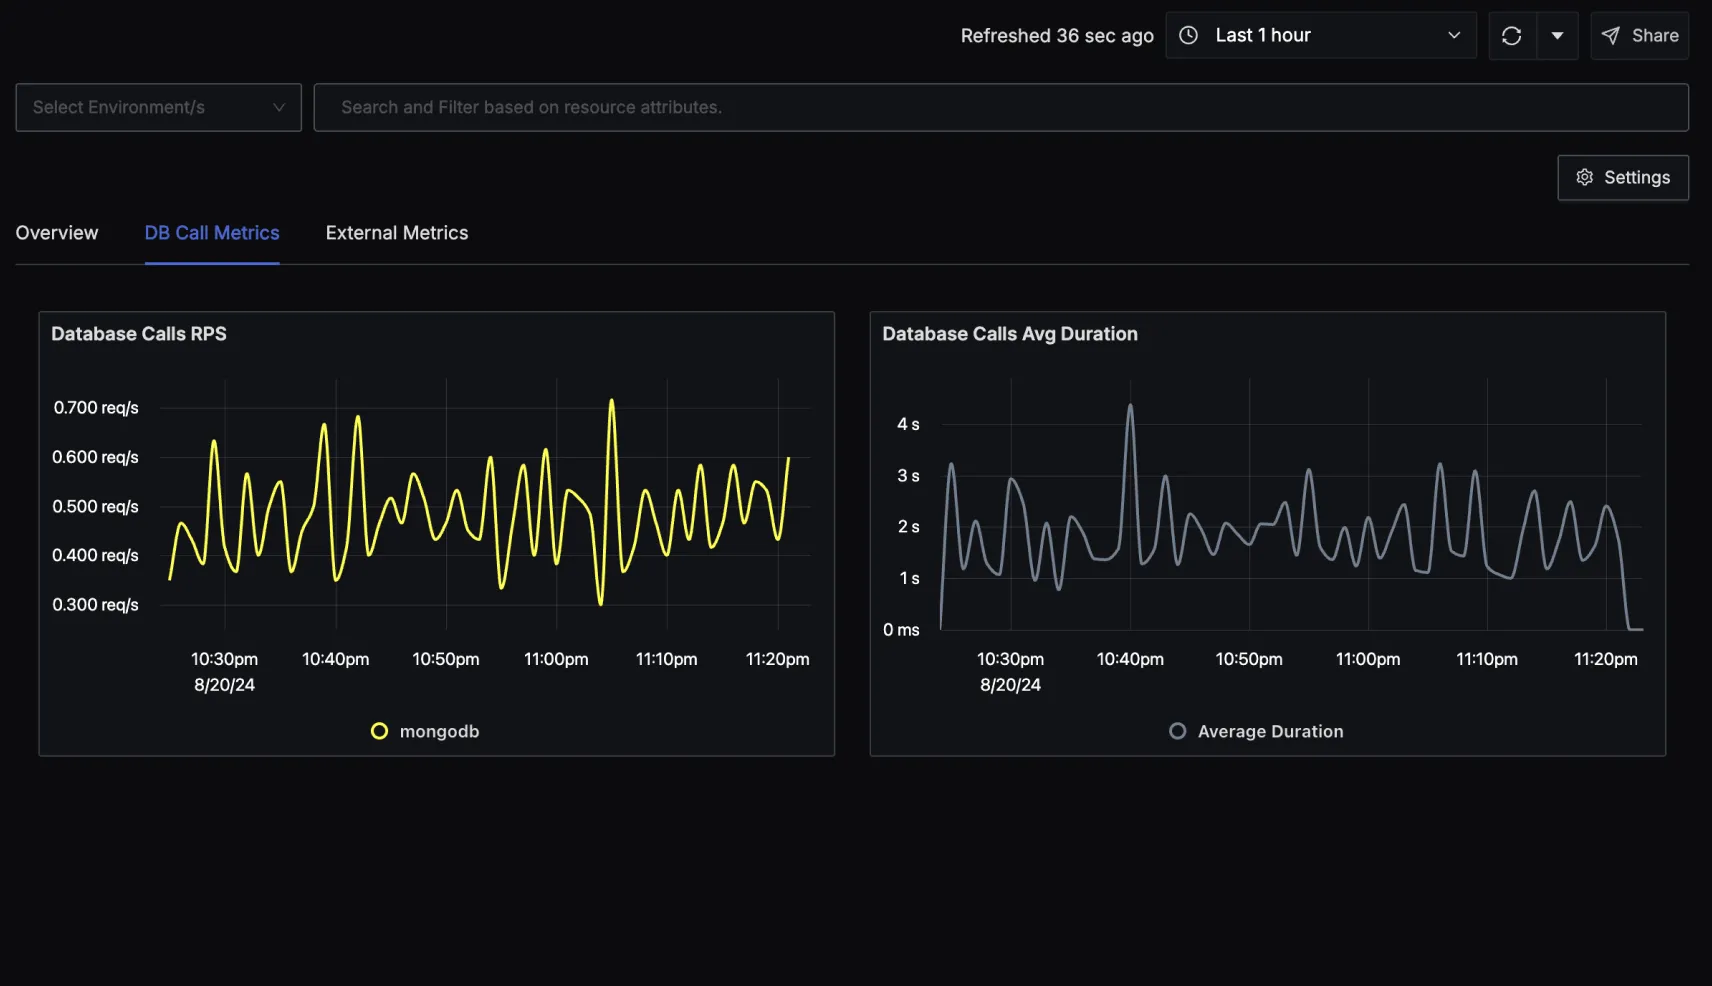 Refreshed 36 sec ago
Last 1 hour
Share
Select Environment/s
Search and Filter based on resource attributes.
Settings
Overview
DB Call Metrics
External Metrics
Database Calls RPS
0.700 req/s
0.600 req/s
0.500 req/s
0.400 req/s
0.300 req/s
10:30pm 10:40pm 10:50pm 11:00pm 11:10pm 11:20pm
8/20/24
mongodb
Database Calls Avg Duration
4 s
3 s
2 s
1 s
0 ms
10:30pm 10:40pm 10:50pm 11:00pm 11:10pm 11:20pm
8/20/24
Average Duration